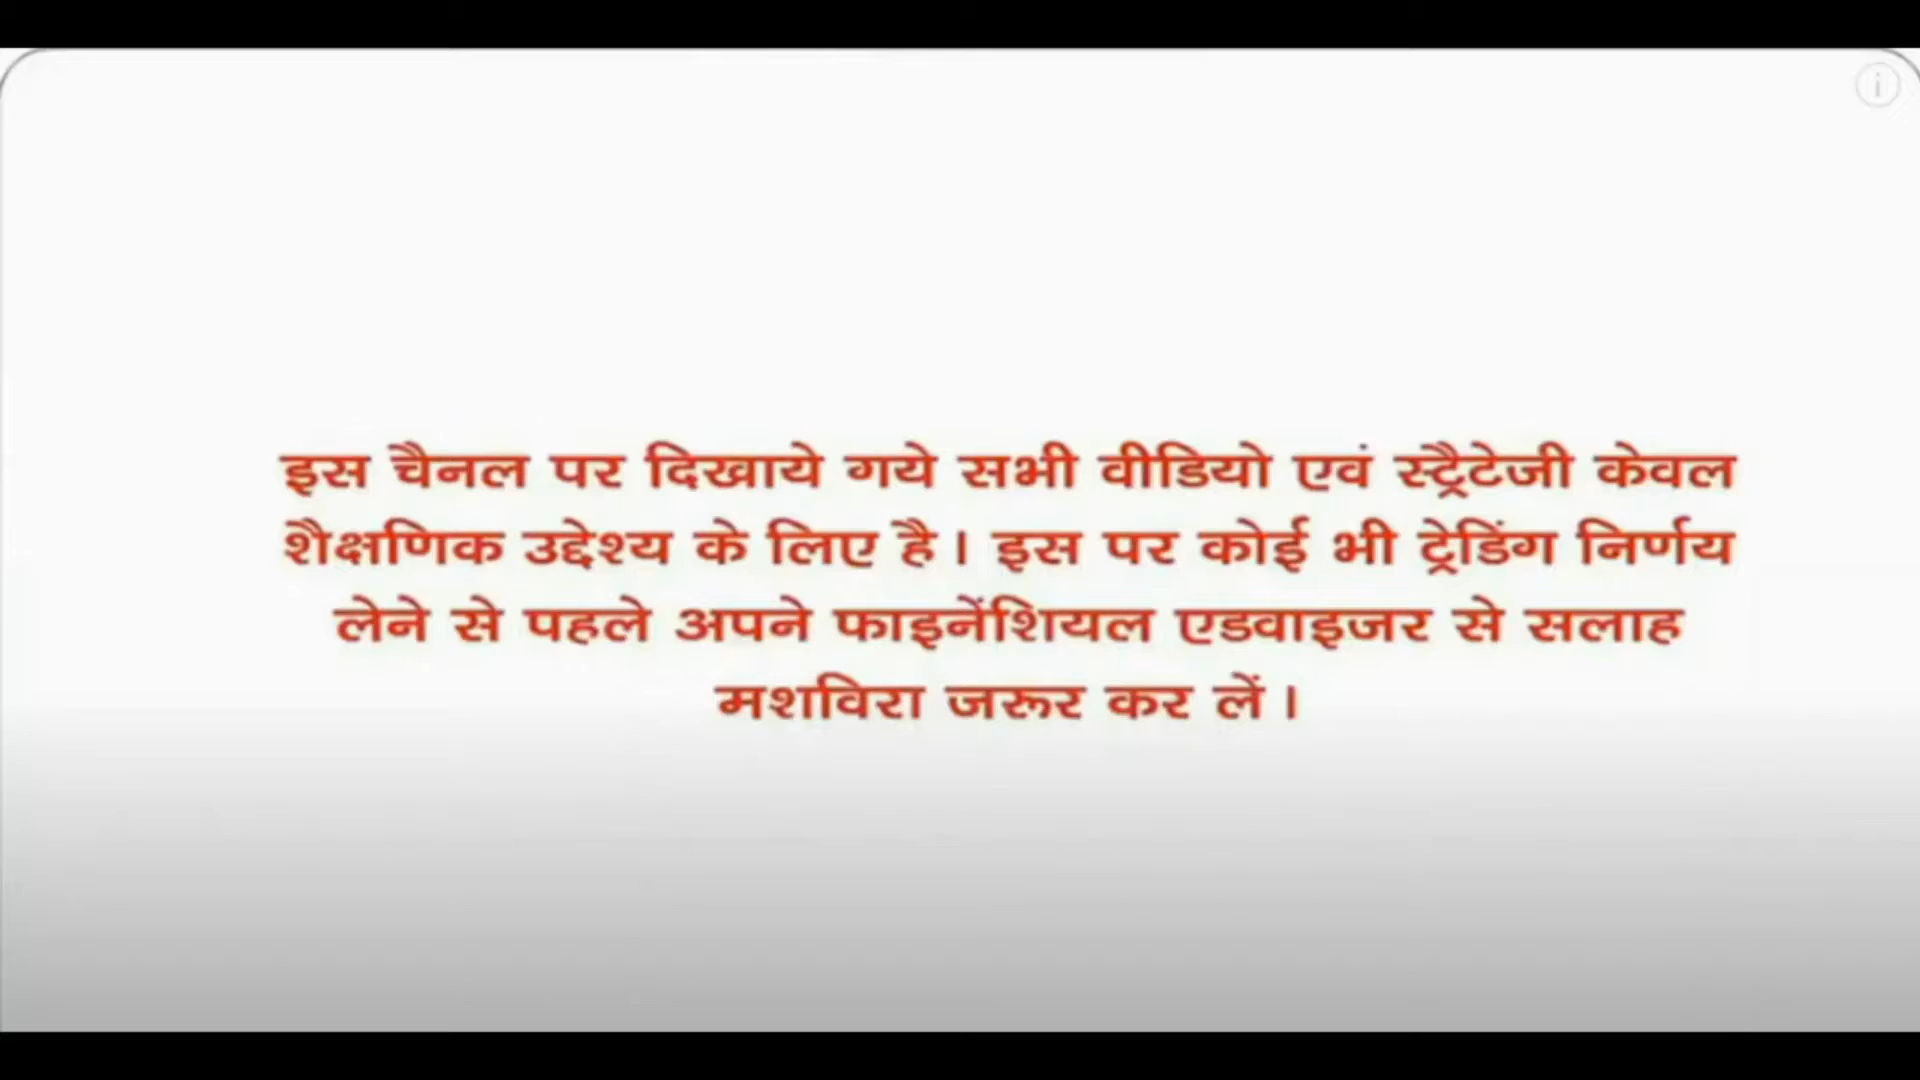 इस चैनल पर दिखाये गये सभी वीडियो एवं स्ट्रैटेजी केवल
शैक्षणिक उद्देश्य के लिए है। इस पर कोई भी ट्रेडिंग निर्णय
लेने से पहले अपने फाइनेंशियल एडवाइजर से सलाह
मशविरा जरूर कर लें।